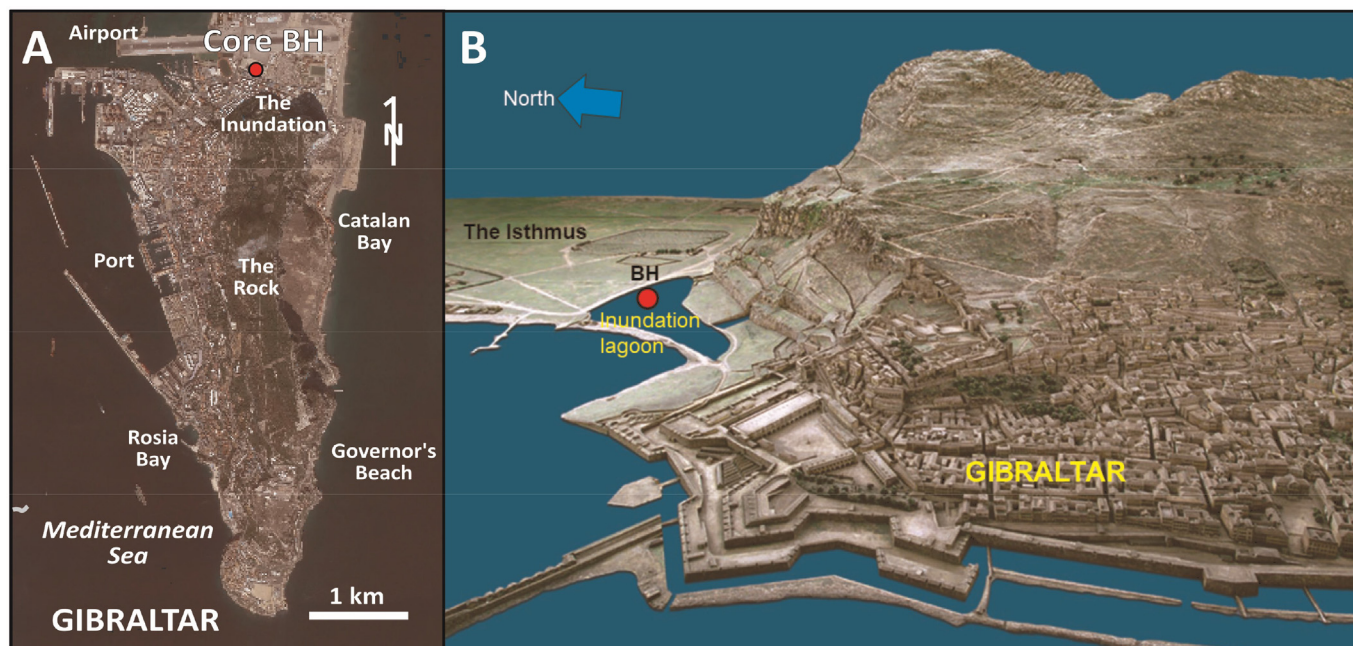 A
Airport
Core BH
The
Inundation
N
Catalan
Bay
Port
The
Rock
Rosia
Bay
Governor's
Beach
Mediterranean
Sea
GIBRALTAR
1 km
B
North
The Isthmus
BH
Inundation
lagoon
GIBRALTAR